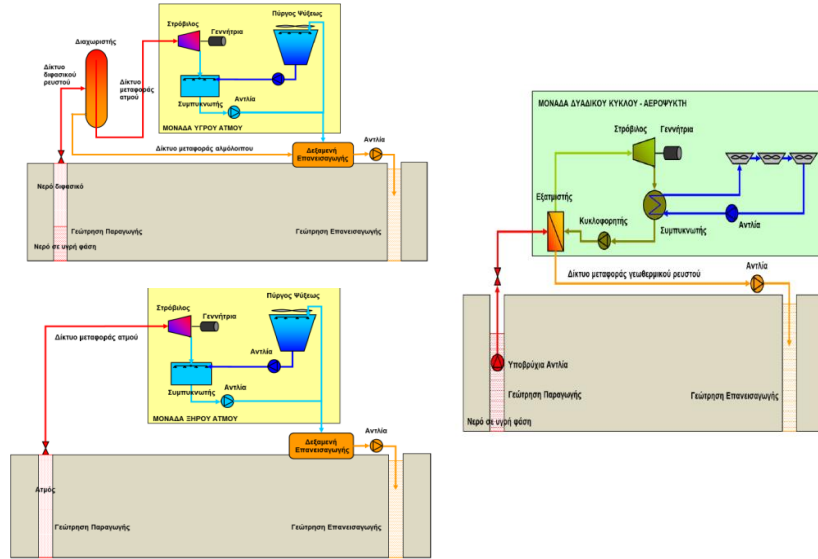 Πύργος Ψύξεως
Στρόβιλος
Γεννήτρια
Διαχωριστής
Δίκτυο
διφασικού
ρευστού
Δίκτυο
μεταφοράς
ατμού
Συμπυκνωτής
Αντλία
ΜΟΝΑΔΑ ΥΓΡΟΥ ΑΤΜΟΥ
Δίκτυο μεταφοράς αλμόλοιπου
Δεξαμενή
Επανεισαγωγής
Αντλία
Νερό διφασικό
Γεώτρηση Παραγωγής
Γεώτρηση Επανεισαγωγής
Νερό σε υγρή φάση
Πύργος Ψύξεως
Στρόβιλος
Γεννήτρια
Δίκτυο μεταφοράς ατμού
Αντλία
Συμπυκνωτής
Αντλία
ΜΟΝΑΔΑ ΞΗΡΟΥ ΑΤΜΟΥ
Δεξαμενή
Επανεισαγωγής
Αντλία
Ατμός
Γεώτρηση Παραγωγής
Γεώτρηση Επανεισαγωγής
ΜΟΝΑΔΑ ΔΥΑΔΙΚΟΥ ΚΥΚΛΟΥ - ΑΕΡΟΨΥΚΤΗ
Στρόβιλος
Γεννήτρια
Εξατμιστής
Κυκλοφορητής
Συμπυκνωτής
Αντλία
Δίκτυο μεταφοράς γεωθερμικού ρευστού
Αντλία
Υποβρύχια Αντλία
Γεώτρηση Παραγωγής
Γεώτρηση Επανεισαγωγής
Νερό σε υγρή φάση